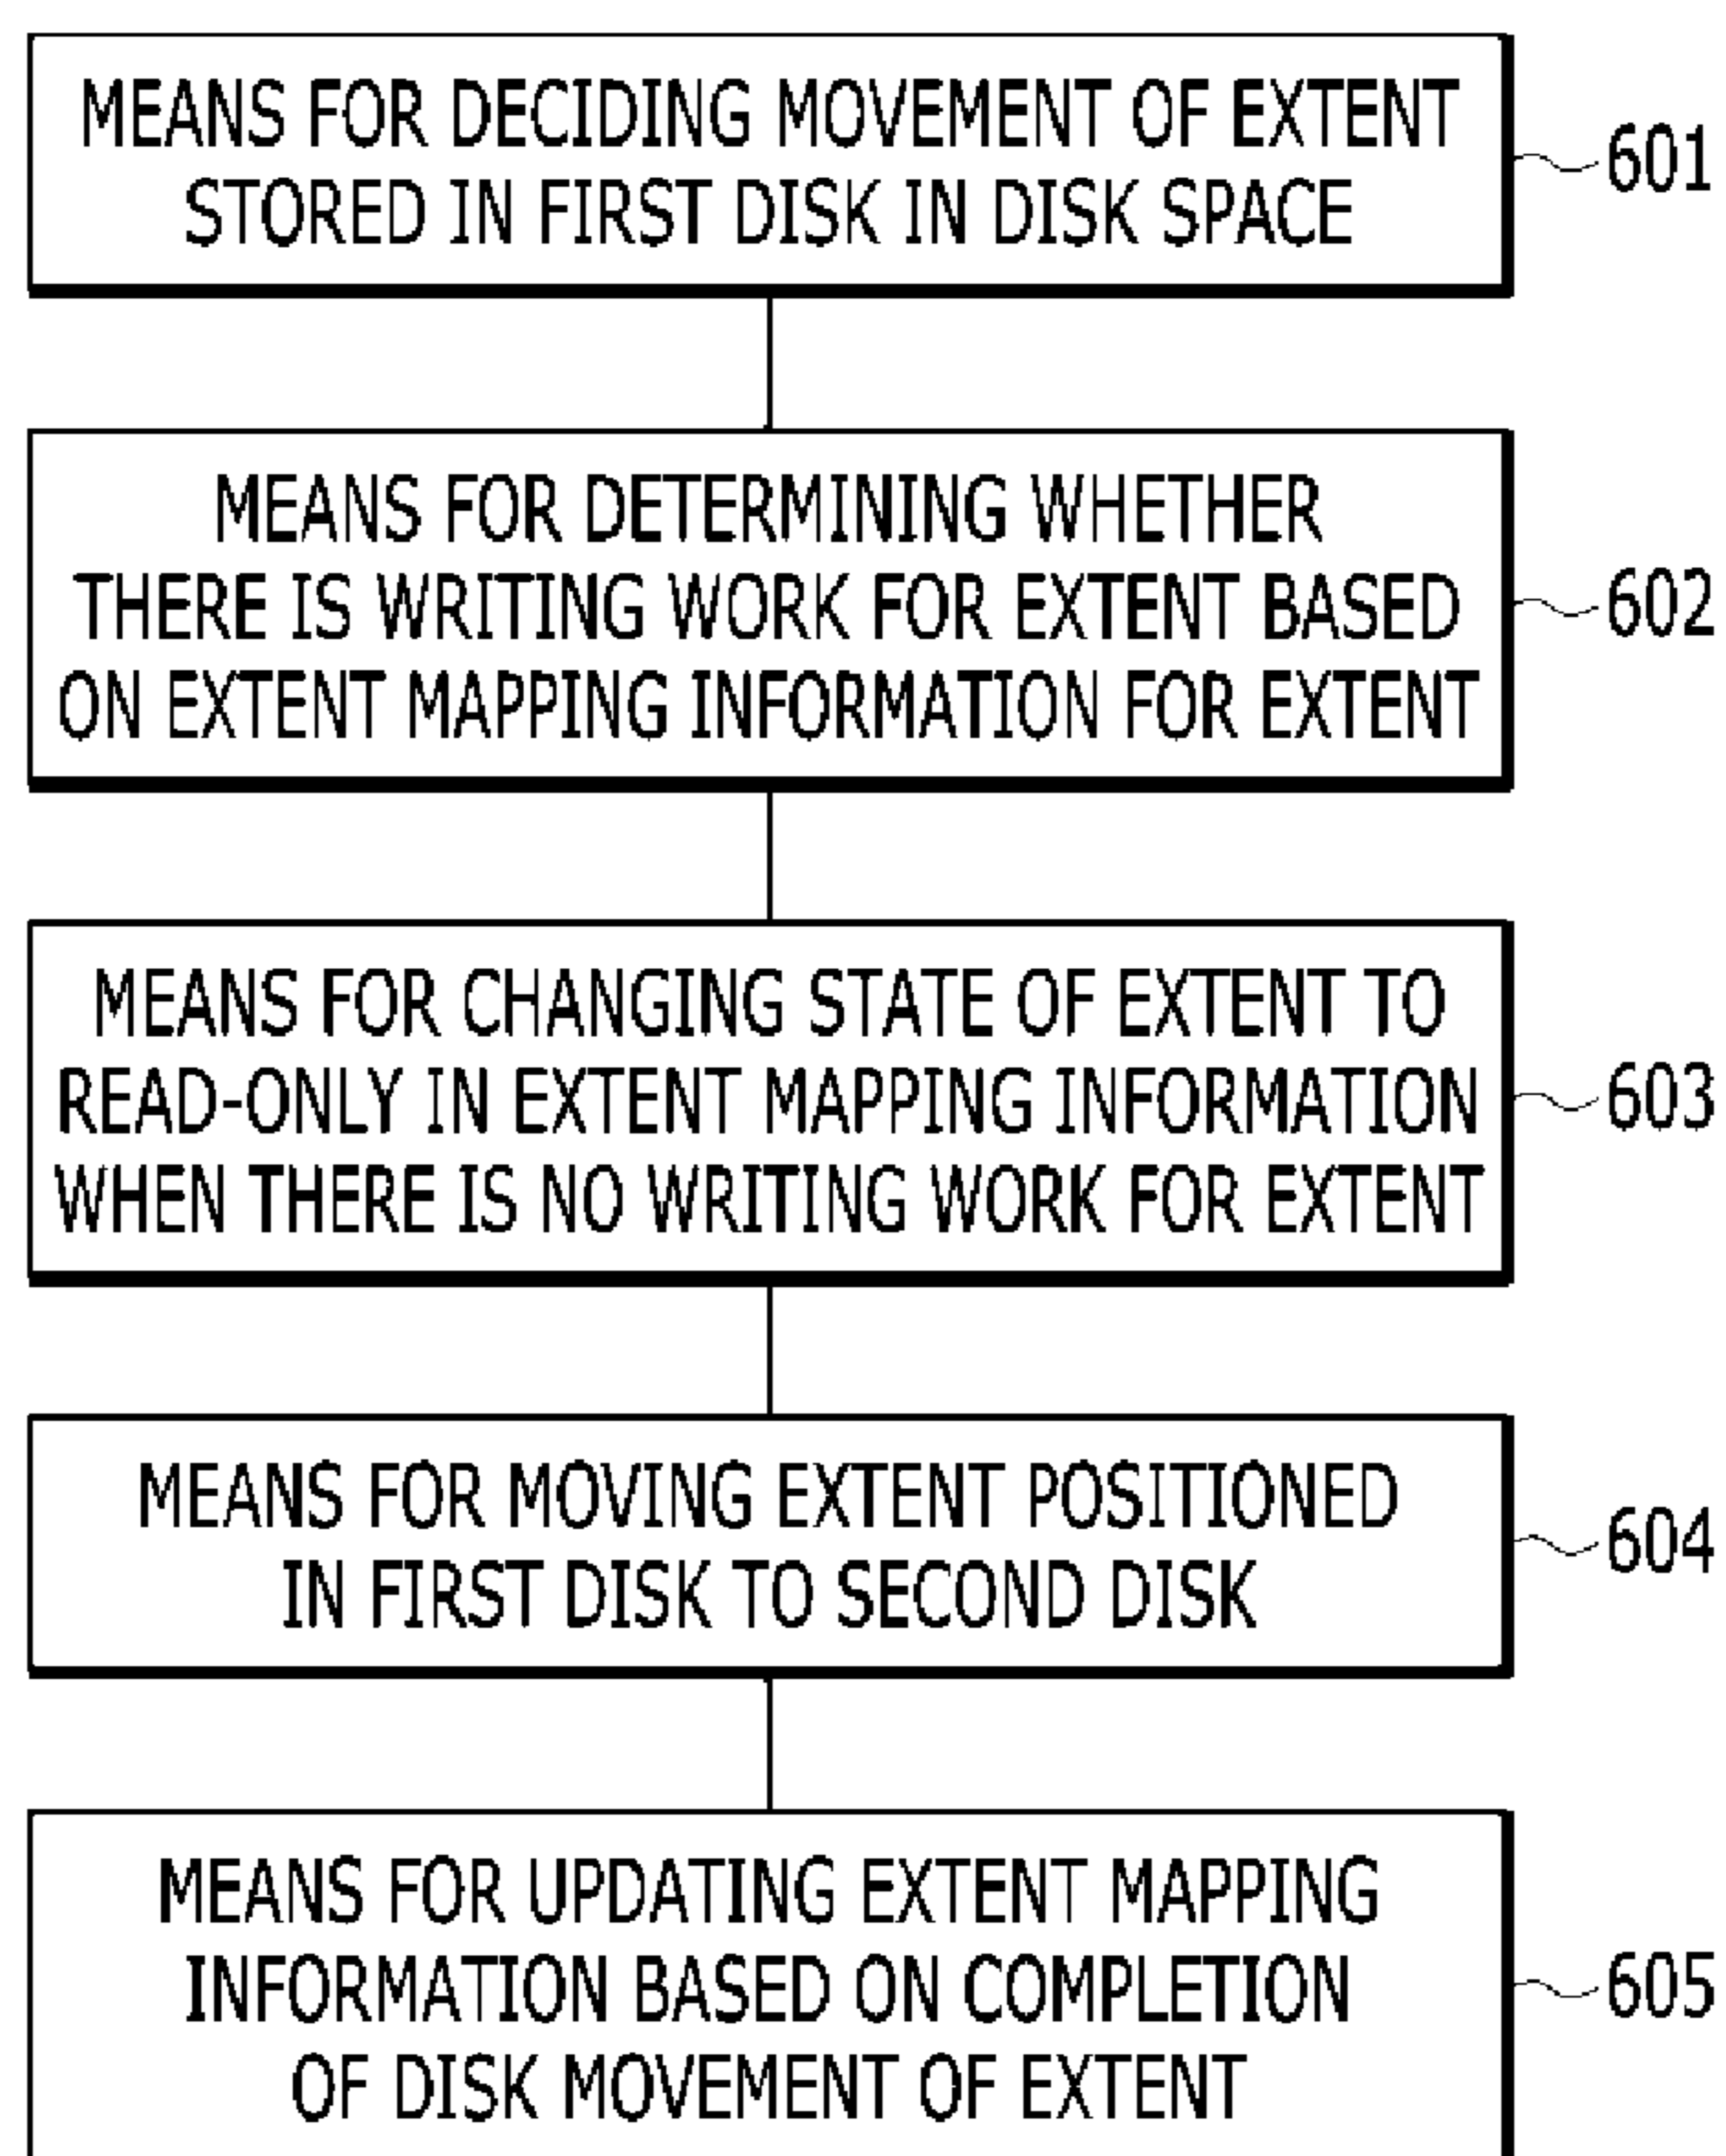 MEANS FOR DECIDING MOVEMENT OF EXTENT
STORED IN FIRST DISK IN DISK SPACE
601
MEANS FOR DETERMINING WHETHER
THERE IS WRITING WORK FOR EXTENT BASED
ON EXTENT MAPPING INFORMATION FOR EXTENT
602
MEANS FOR CHANGING STATE OF EXTENT TO
READ-ONLY IN EXTENT MAPPING INFORMATION
WHEN THERE IS NO WRITING WORK FOR EXTENT
603
MEANS FOR MOVING EXTENT POSITIONED
IN FIRST DISK TO SECOND DISK
604
MEANS FOR UPDATING EXTENT MAPPING
INFORMATION BASED ON COMPLETION
OF DISK MOVEMENT OF EXTENT
605